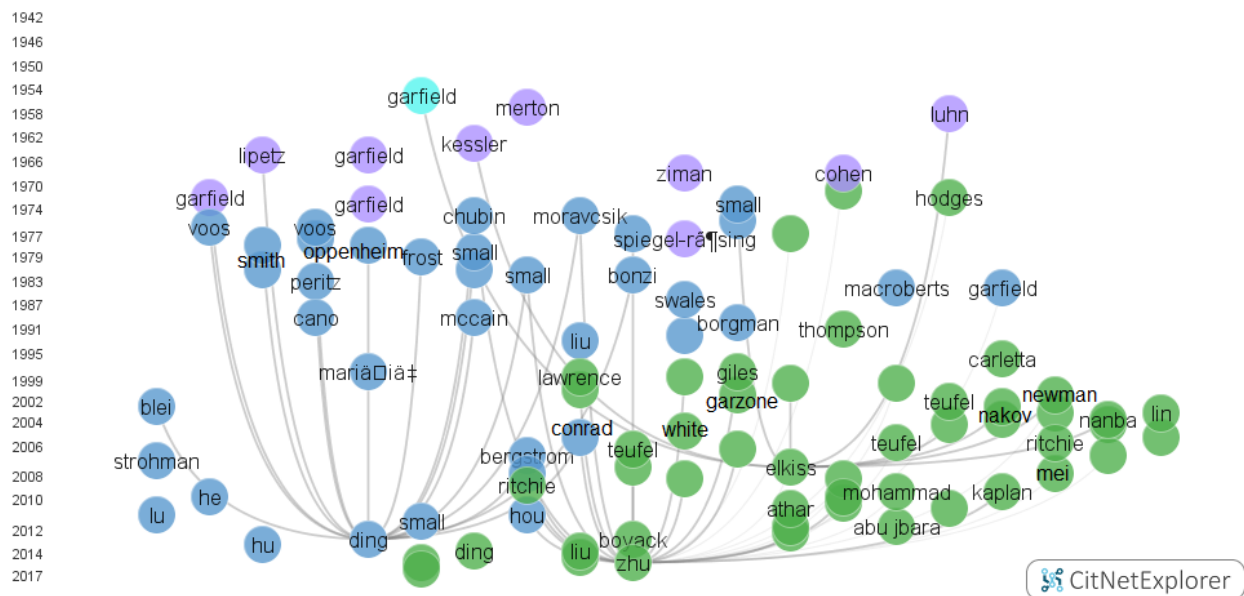 1942
1946
1950
1954
garfield
merton
1958
luhn
1962
kessler
lipetz
garfield
1966
ziman
cohen
1970
garfield
garfield
small
hodges
1974
voos
voos
chubin
moravcsik
1977
oppenheim
spiegel-rã¶sing
1979
smith
frost
small
small
bonzi
1983
peritz
swales
macroberts
garfield
1987
cano
mccain
borgman
thompson
1991
liu
1995
mariä□iä‡
giles
carletta
1999
lawrence
garzone
newman
2002
blei
teufel
nakov
nanba
lin
2004
conrad
white
2006
bergstrom
teufel
teufel
ritchie
strohman
elkiss
2008
ritchie
mei
2010
he
mohammad
kaplan
lu
small
hou
athar
abu jbara
2012
hu
ding
boyack
2014
ding
liu
zhu
2017
CitNetExplorer